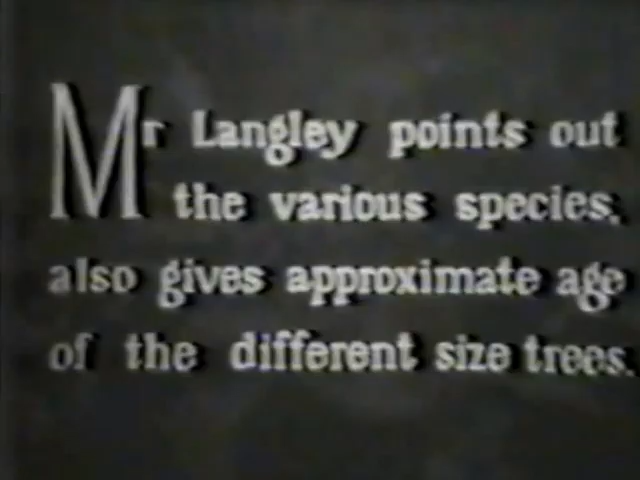 Mr Langley points out
the various species,
also gives approximate age
of the different size trees.